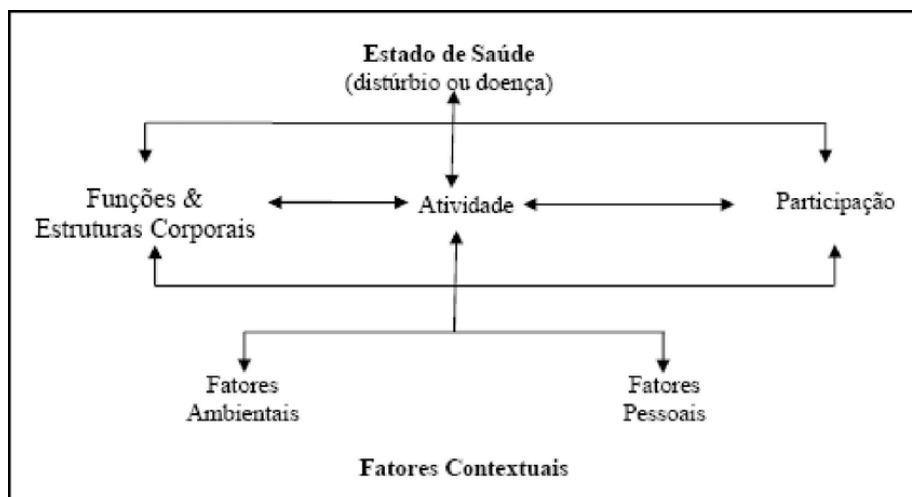 Estado de Saúde
(distúrbio ou doença)
Funções &
Estruturas Corporais
Atividade
Participação
Fatores
Ambientais
Fatores
Pessoais
Fatores Contextuais